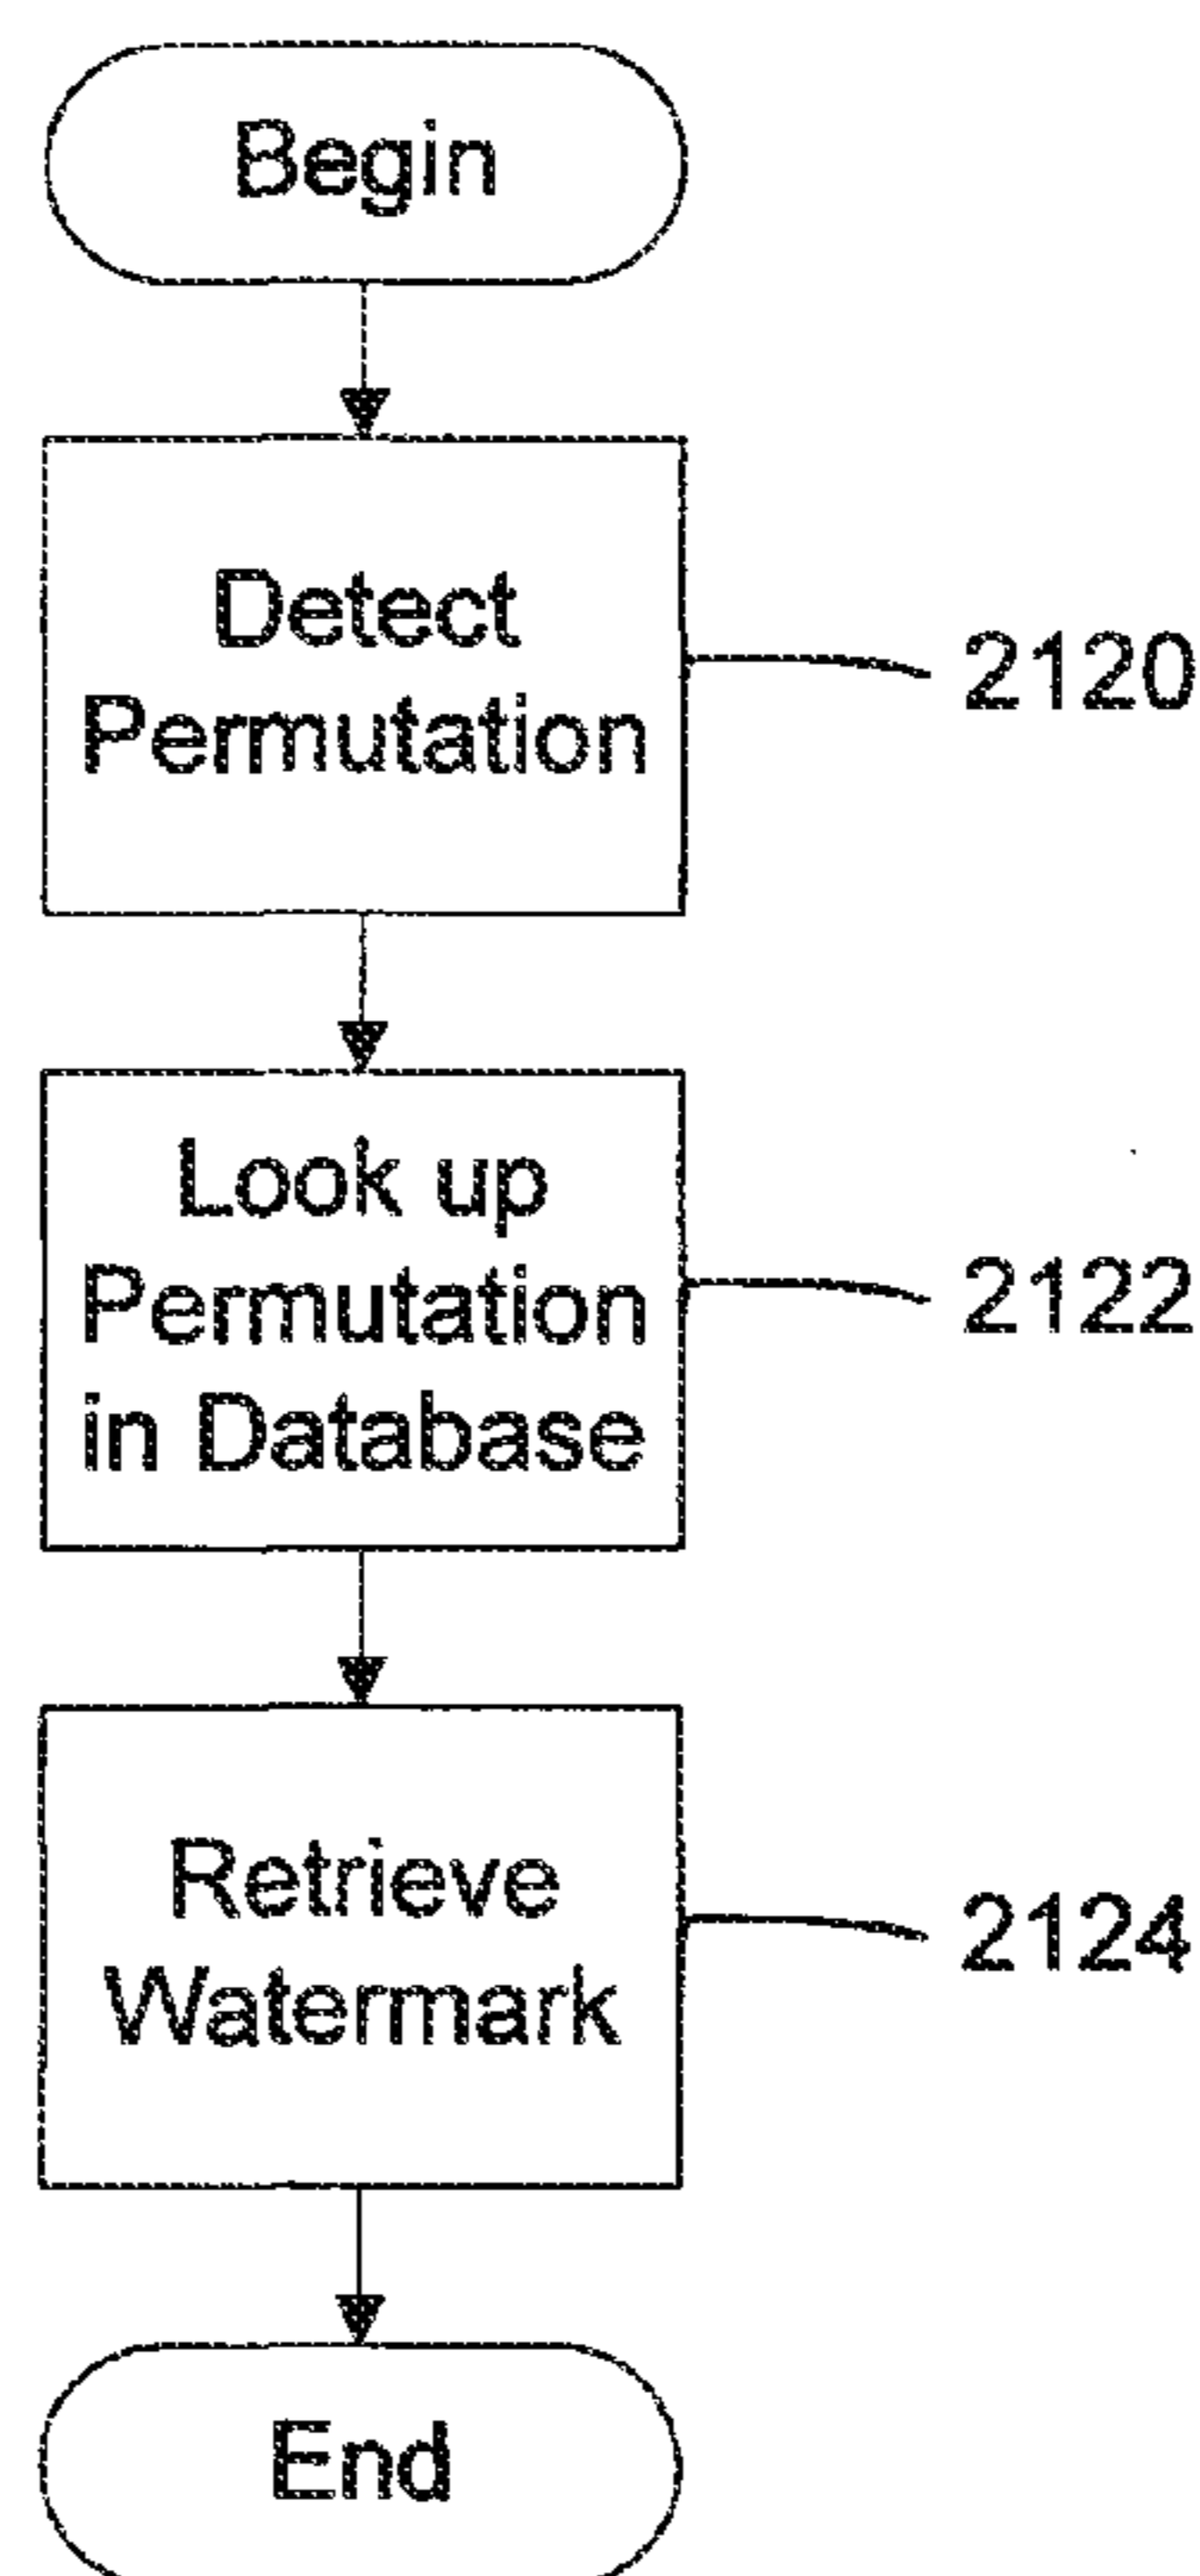 Begin
Detect
Permutation
2120
Look up
Permutation
in Database
2122
Retrieve
Watermark
2124
End